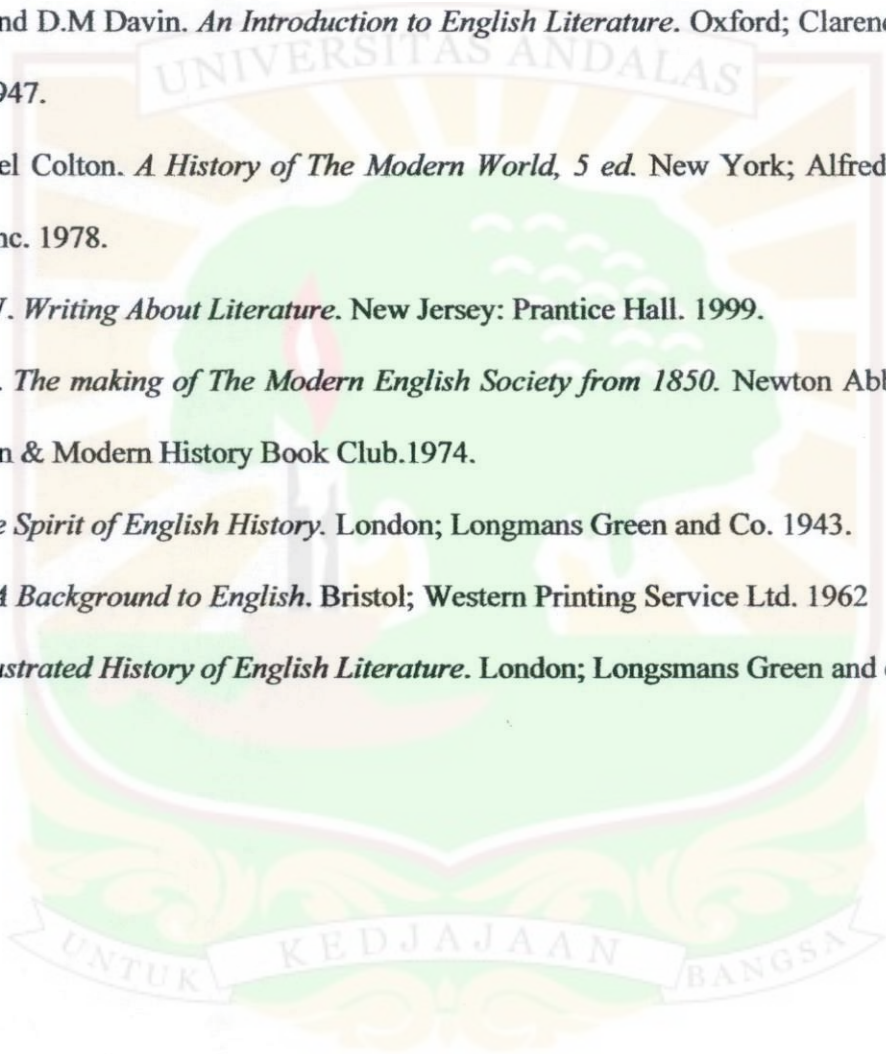 nd D.M Davin. An Introduction to English Literature. Oxford; Claren
UNIVERSITAS ANDALAS
947.
el Colton. A History of The Modern World, 5 ed. New York; Alfred
nc. 1978.
. Writing About Literature. New Jersey: Prantice Hall. 1999.
. The making of The Modern English Society from 1850. Newton Ab
n & Modern History Book Club.1974.
e Spirit of English History. London; Longmans Green and Co. 1943.
Background to English. Bristol; Western Printing Service Ltd. 1962
ustrated History of English Literature. London; Longsmans Green and
UNTUK KEDJAJAAN BANGSA